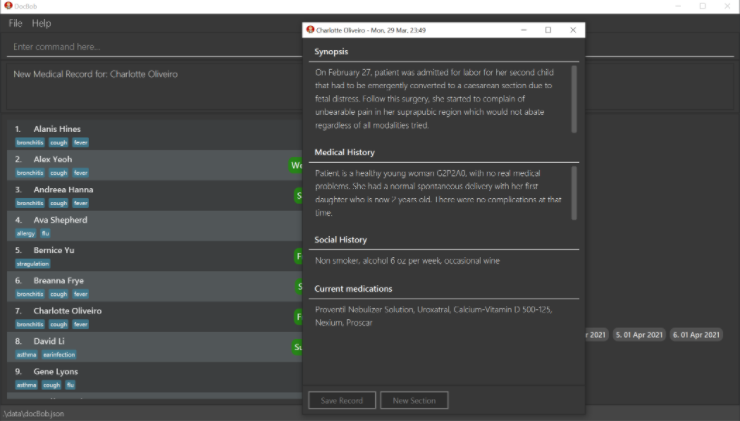 DocBob
File Help
Enter command here...
New Medical Record for: Charlotte Oliveiro
1. Alanis Hines
bronchitis cough fever
2. Alex Yeoh
bronchitis cough fever
3. Andreea Hanna
bronchitis cough fever
4. Ava Shepherd
allergy flu
5. Bernice Yu
stragulation
6. Breanna Frye
bronchitis cough fever
7. Charlotte Oliveiro
bronchitis cough fever
8. David Li
asthma earinfection
9. Gene Lyons
asthma cough flu
.\data\docBob.json
Charlotte Oliveiro - Mon, 29 Mar, 23:49
Synopsis
On February 27, patient was admitted for labor for her second child
that had to be emergently converted to a caesarean section due to
fetal distress. Follow this surgery, she started to complain of
unbearable pain in her suprapubic region which would not abate
regardless of all modalities tried.
Medical History
Patient is a healthy young woman G2P2A0, with no real medical
problems. She had a normal spontaneous delivery with her first
daughter who is now 2 years old. There were no complications at that
time.
Social History
Non smoker, alcohol 6 oz per week, occasional wine
Current medications
Proventil Nebulizer Solution, Uroxatral, Calcium-Vitamin D 500-125,
Nexium, Proscar
Save Record New Section
2021 5. 01 Apr 2021 6. 01 Apr 2021